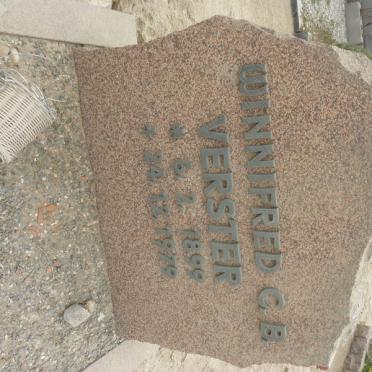 WINNIFRED G.B.
VERSTER
* 6. 2. 1899
+ 24. 12. 1979